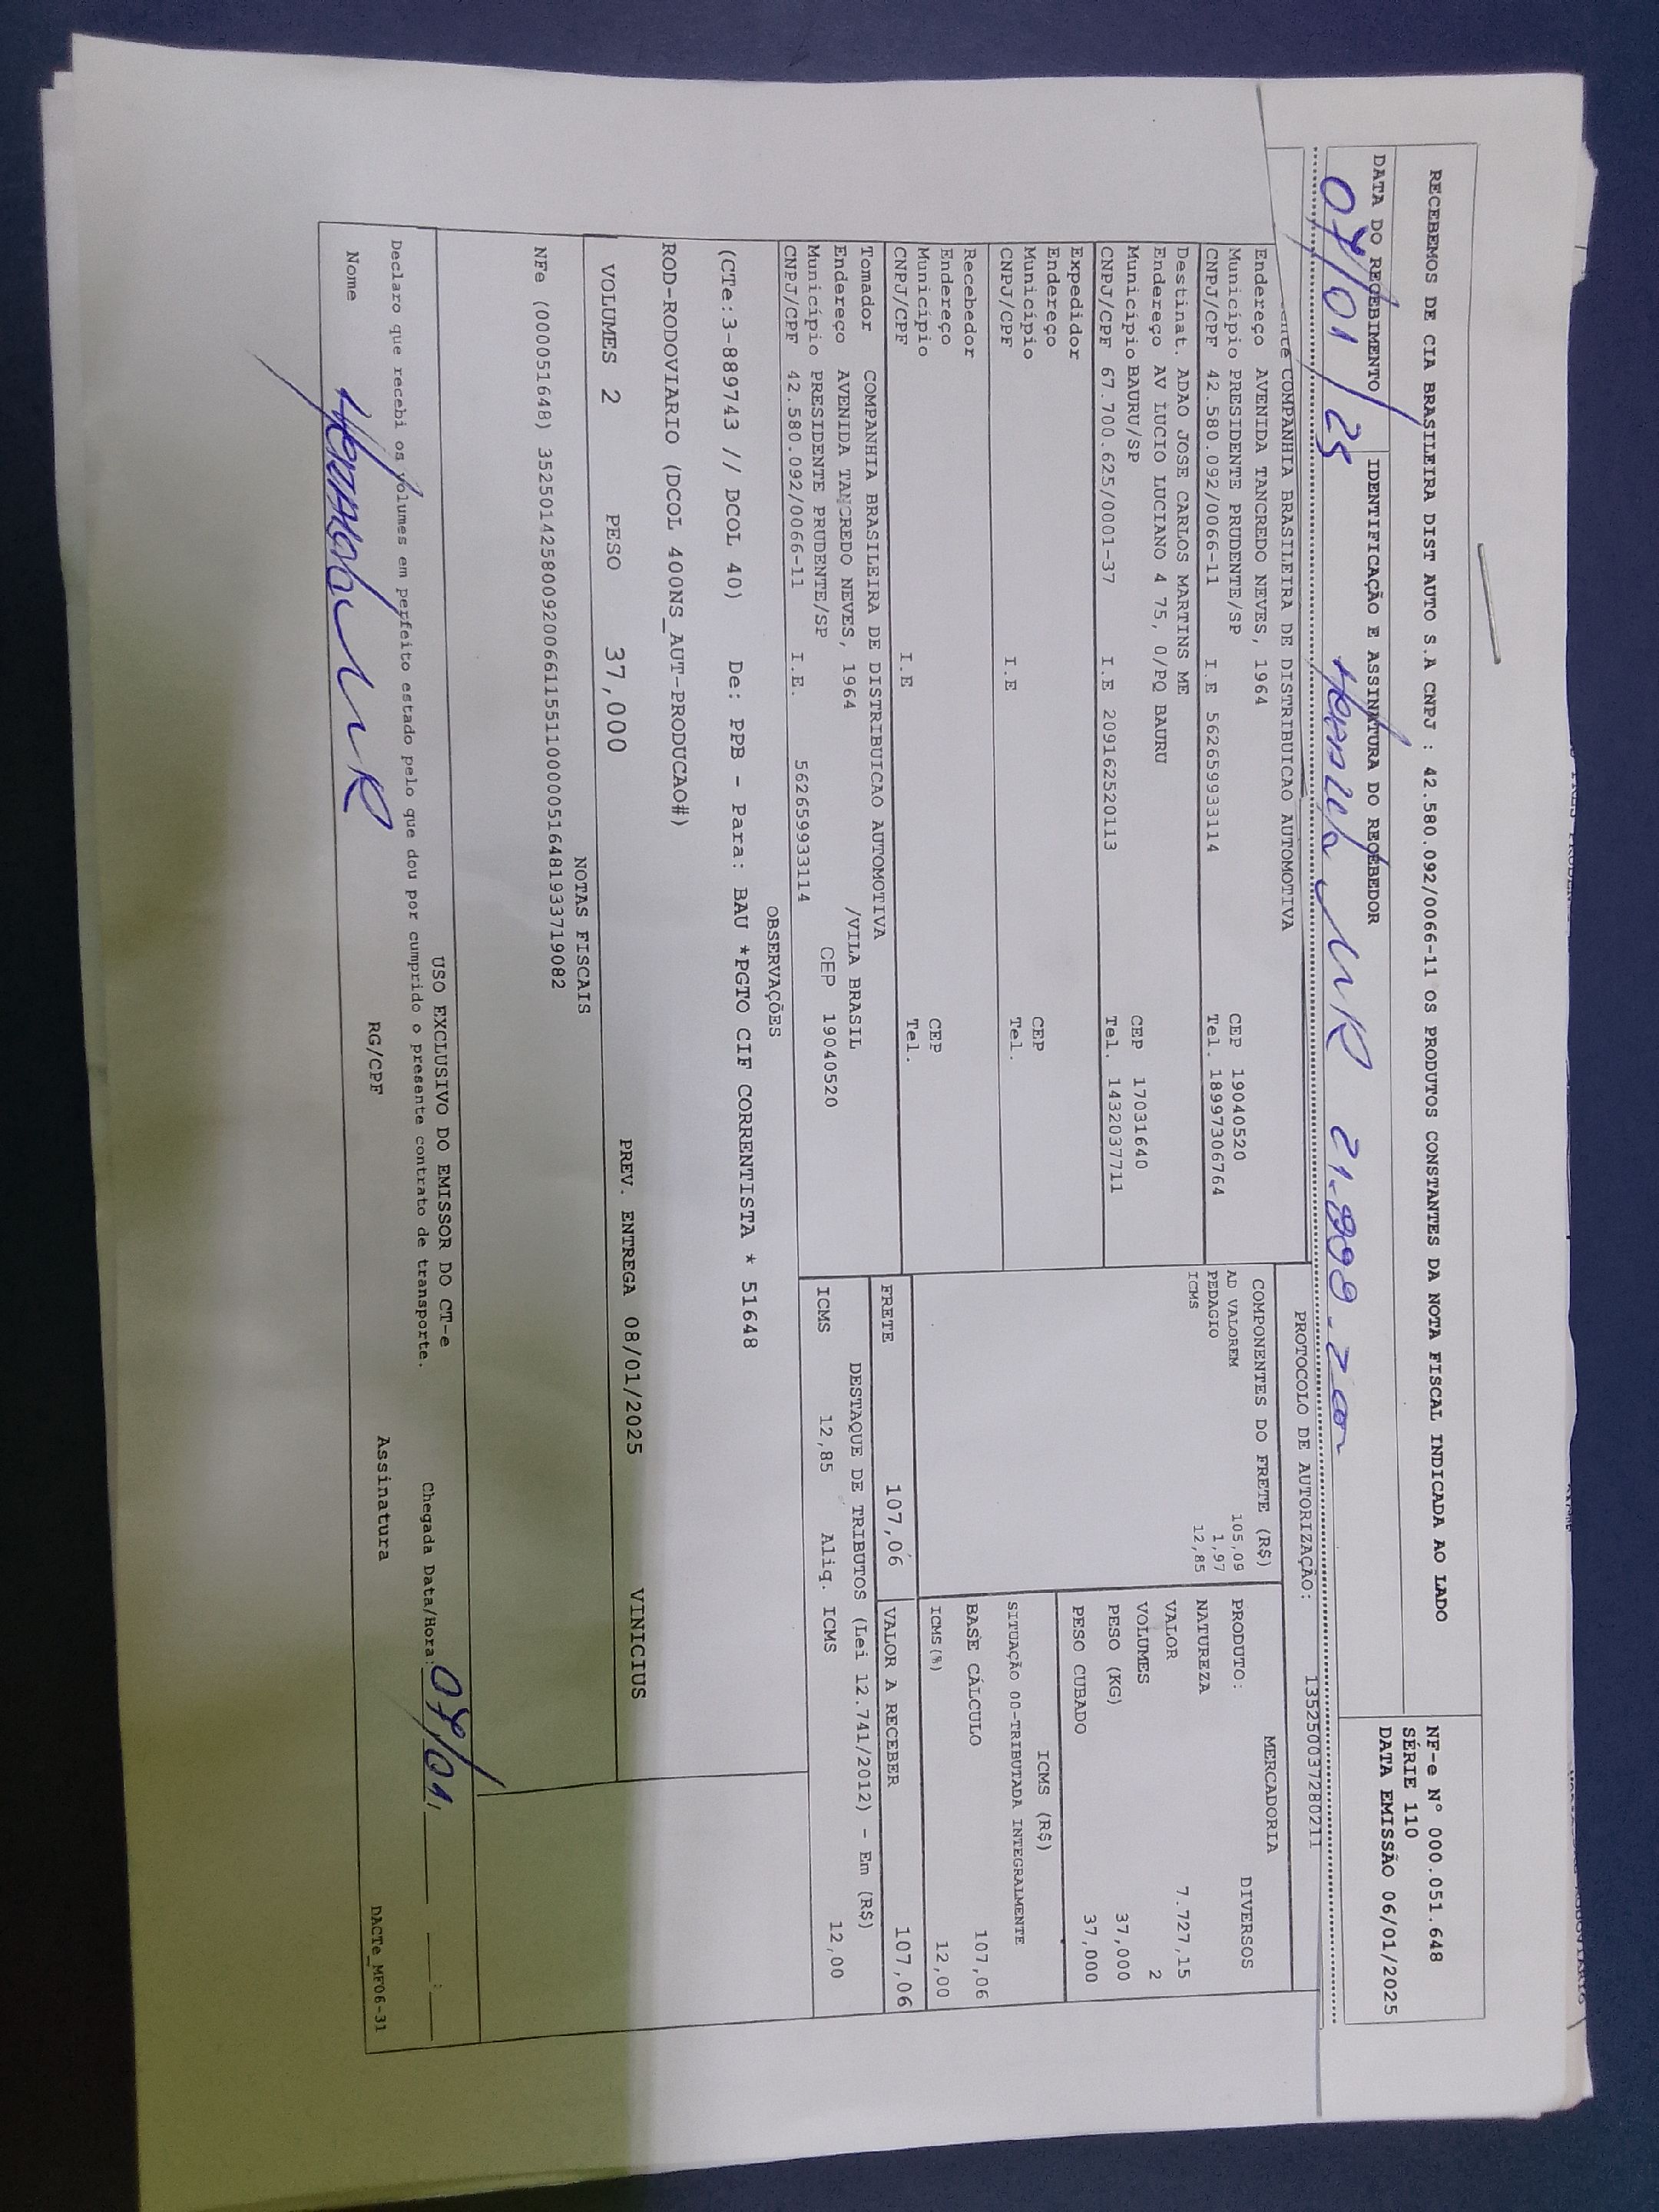 RECEBEMOS DE CIA BRASILEIRA DIST AUTO S.A CNPJ : 42.580.092/0066-11 OS PRODUTOS CONSTANTES DA NOTA FISCAL INDICADA AO LADO
NF-e N° 000.051.648
SÉRIE 110
DATA EMISSÃO 06/01/2025
DATA DO RECEBIMENTO
IDENTIFICAÇÃO E ASSINATURA DO RECEBEDOR
07/01/25
PROTOCOLO DE AUTORIZAÇÃO: 135250037280211
COMPANHIA BRASILEIRA DE DISTRIBUICAO AUTOMOTIVA
Endereço AVENIDA TANCREDO NEVES, 1964
Município PRESIDENTE PRUDENTE/SP CEP 19040520
CNPJ/CPF 42.580.092/0066-11 I.E 562659933114 Tel. 18997306764
Destinat. ADAO JOSE CARLOS MARTINS ME
Endereço AV LUCIO LUCIANO 4 75, 0/PQ BAURU
Município BAURU/SP CEP 17031640
CNPJ/CPF 67.700.625/0001-37 I.E 209162520113 Tel. 1432037711
Expedidor
Endereço
Município CEP
CNPJ/CPF I.E Tel.
Recebedor
Endereço
Município CEP
CNPJ/CPF I.E Tel.
Tomador COMPANHIA BRASILEIRA DE DISTRIBUICAO AUTOMOTIVA
Endereço AVENIDA TANCREDO NEVES, 1964 /VILA BRASIL
Município PRESIDENTE PRUDENTE/SP CEP 19040520
CNPJ/CPF 42.580.092/0066-11 I.E. 562659933114
COMPONENTES DO FRETE (R$)
AD VALOREM 105,09
PEDAGIO 1,97
ICMS 12,85
MERCADORIA
PRODUTO: DIVERSOS
NATUREZA
VALOR 7.727,15
VOLUMES 2
PESO (KG) 37,000
PESO CUBADO 37,000
ICMS (R$)
SITUAÇÃO 00-TRIBUTADA INTEGRALMENTE
BASE CÁLCULO 107,06
ICMS(%) 12,00
FRETE 107,06
VALOR A RECEBER 107,06
DESTAQUE DE TRIBUTOS (Lei 12.741/2012) - Em (R$)
ICMS 12,85 Aliq. ICMS 12,00
OBSERVAÇÕES
(CTe:3-889743 // DCOL 40) De: PPB - Para: BAU *PGTO CIF CORRENTISTA * 51648
ROD-RODOVIARIO (DCOL 400NS_AUT-PRODUCAO#)
VOLUMES 2 PESO 37,000 PREV. ENTREGA 08/01/2025 VINICIUS
NOTAS FISCAIS
NFe (000051648) 35250142580092006611551100000516481933719082
USO EXCLUSIVO DO EMISSOR DO CT-e
Declaro que recebi os volumes em perfeito estado pelo que dou por cumprido o presente contrato de transporte.
Chegada Data/Hora: 07/01/
Nome RG/CPF Assinatura
DACTe_MF06-31